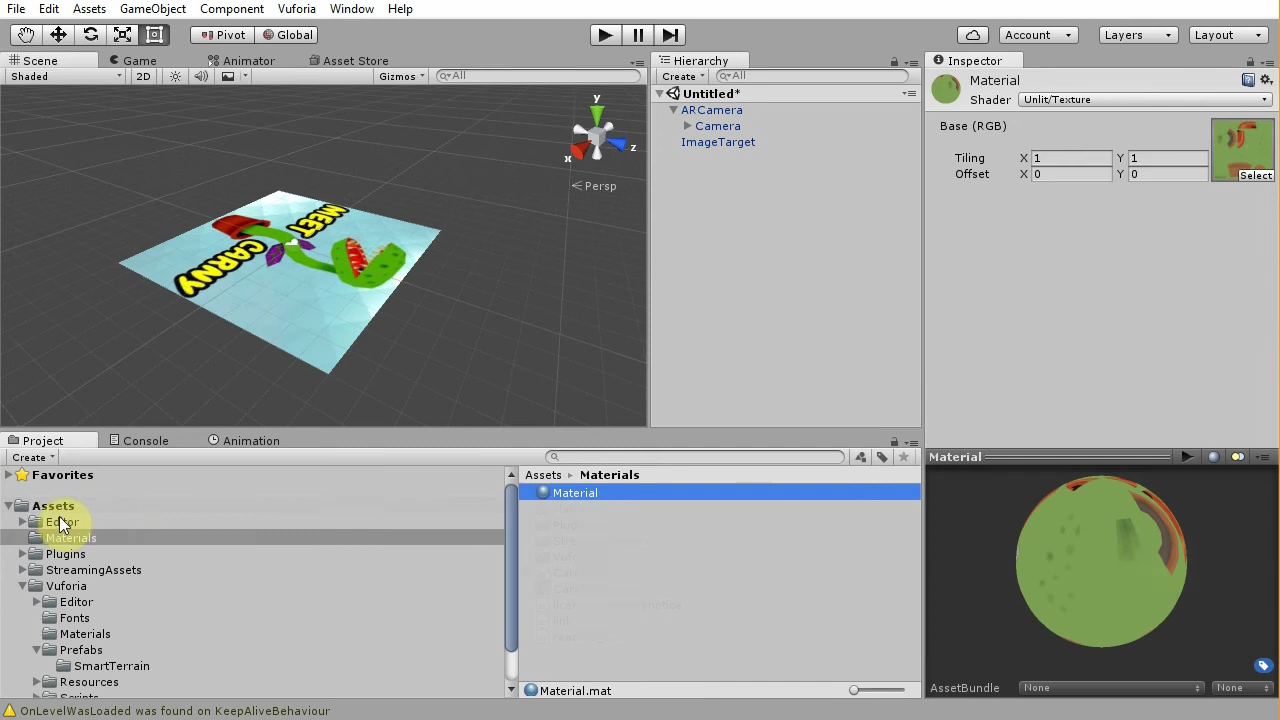 File Edit Assets GameObject Component Vuforia Window Help
Pivot Global Account Layers Layout
Scene Game Animator Asset Store
Shaded 2D Gizmos All
y
x z
Persp
MEET
CARNY
Hierarchy
Create All
Untitled*
ARCamera
Camera
ImageTarget
Inspector
Material
Shader Unlit/Texture
Base (RGB)
Tiling X 1 Y 1
Offset X 0 Y 0
Select
Project Console Animation
Create
Favorites
Assets
Editor
Materials
Plugins
StreamingAssets
Vuforia
Editor
Fonts
Materials
Prefabs
SmartTerrain
Resources
Scripts
Assets Materials
Material
Material.mat
Material
AssetBundle None None
OnLevelWasLoaded was found on KeepAliveBehaviour